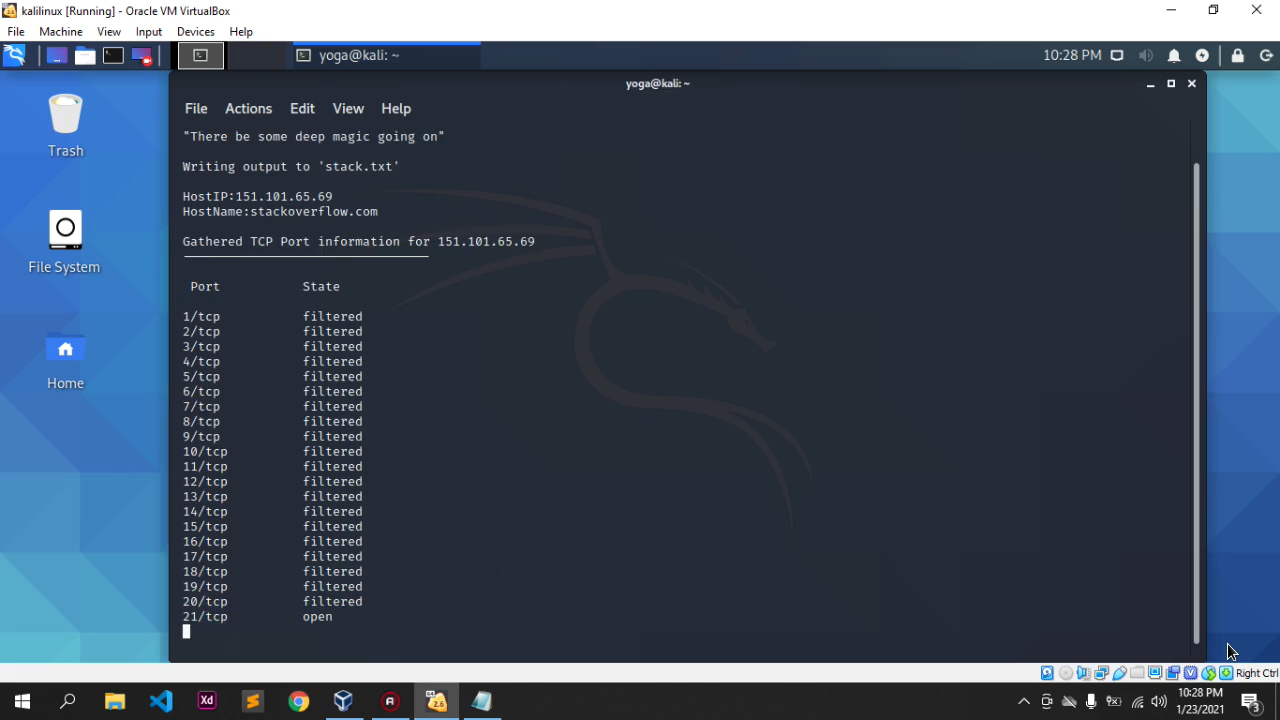 kalilinux [Running] - Oracle VM VirtualBox
File Machine View Input Devices Help
yoga@kali: ~
10:28 PM
yoga@kali: ~
File Actions Edit View Help
"There be some deep magic going on"
Writing output to 'stack.txt'
HostIP:151.101.65.69
HostName:stackoverflow.com
Gathered TCP Port information for 151.101.65.69
Port State
1/tcp filtered
2/tcp filtered
3/tcp filtered
4/tcp filtered
5/tcp filtered
6/tcp filtered
7/tcp filtered
8/tcp filtered
9/tcp filtered
10/tcp filtered
11/tcp filtered
12/tcp filtered
13/tcp filtered
14/tcp filtered
15/tcp filtered
16/tcp filtered
17/tcp filtered
18/tcp filtered
19/tcp filtered
20/tcp filtered
21/tcp open
Trash
File System
Home
Right Ctrl
Xd
2.6
10:28 PM
1/23/2021
3